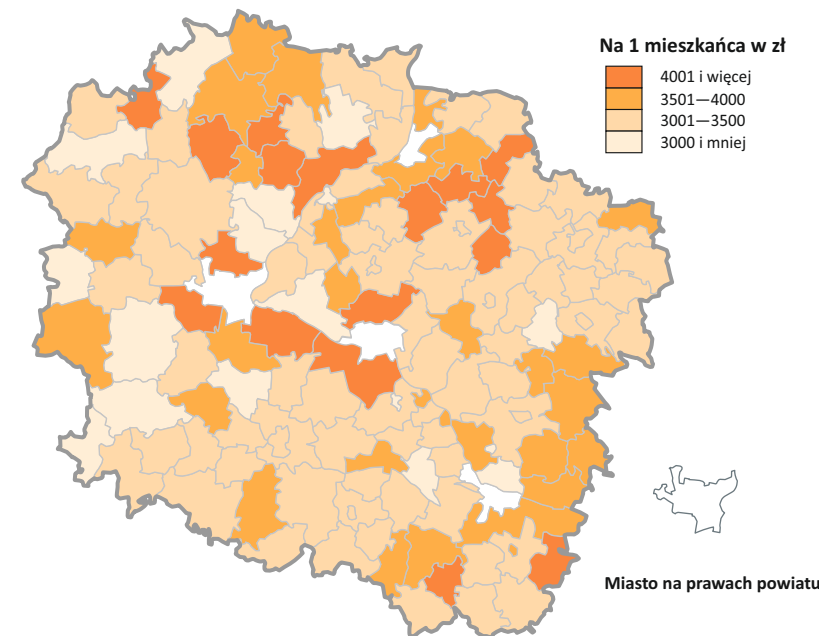 Na 1 mieszkańca w zł
4001 i więcej
3501—4000
3001—3500
3000 i mniej
Miasto na prawach powiatu